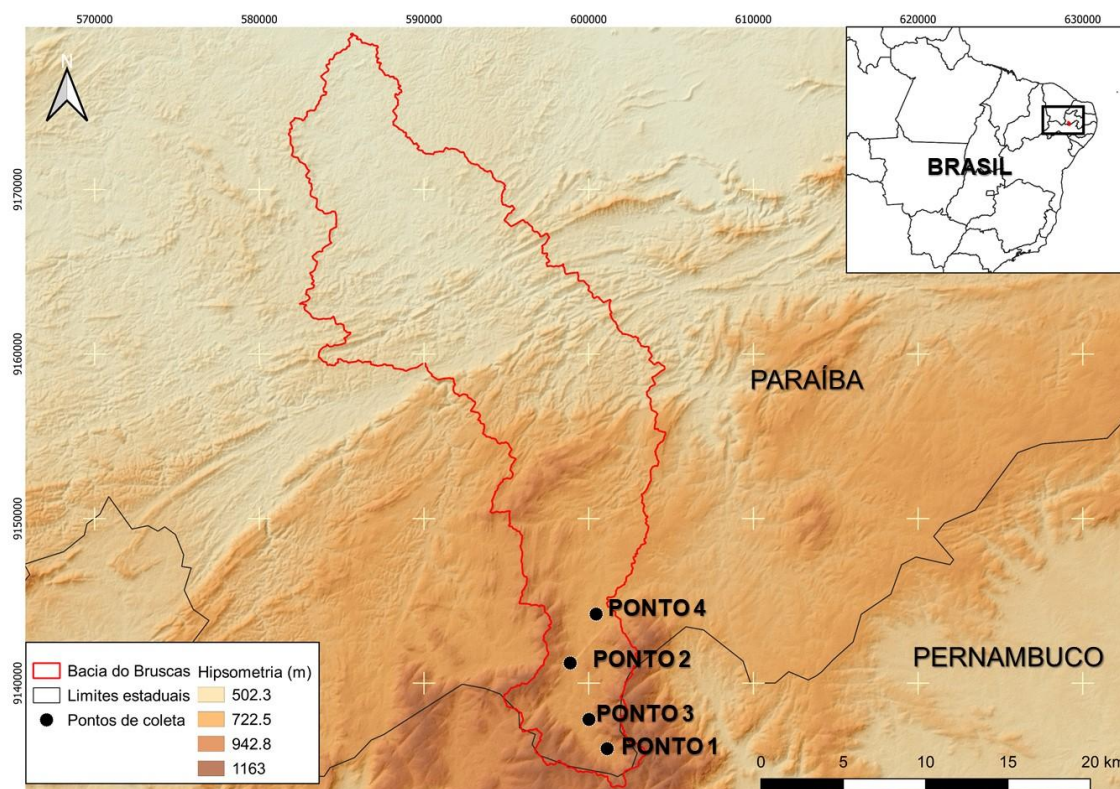 570000
580000
590000
600000
610000
620000
630000
N
BRASIL
9170000
9160000
PARAÍBA
9150000
PONTO 4
PONTO 2
PERNAMBUCO
9140000
PONTO 3
PONTO 1
Bacia do Bruscas
Limites estaduais
Pontos de coleta
Hipsometria (m)
502.3
722.5
942.8
1163
0 5 10 15 20 km